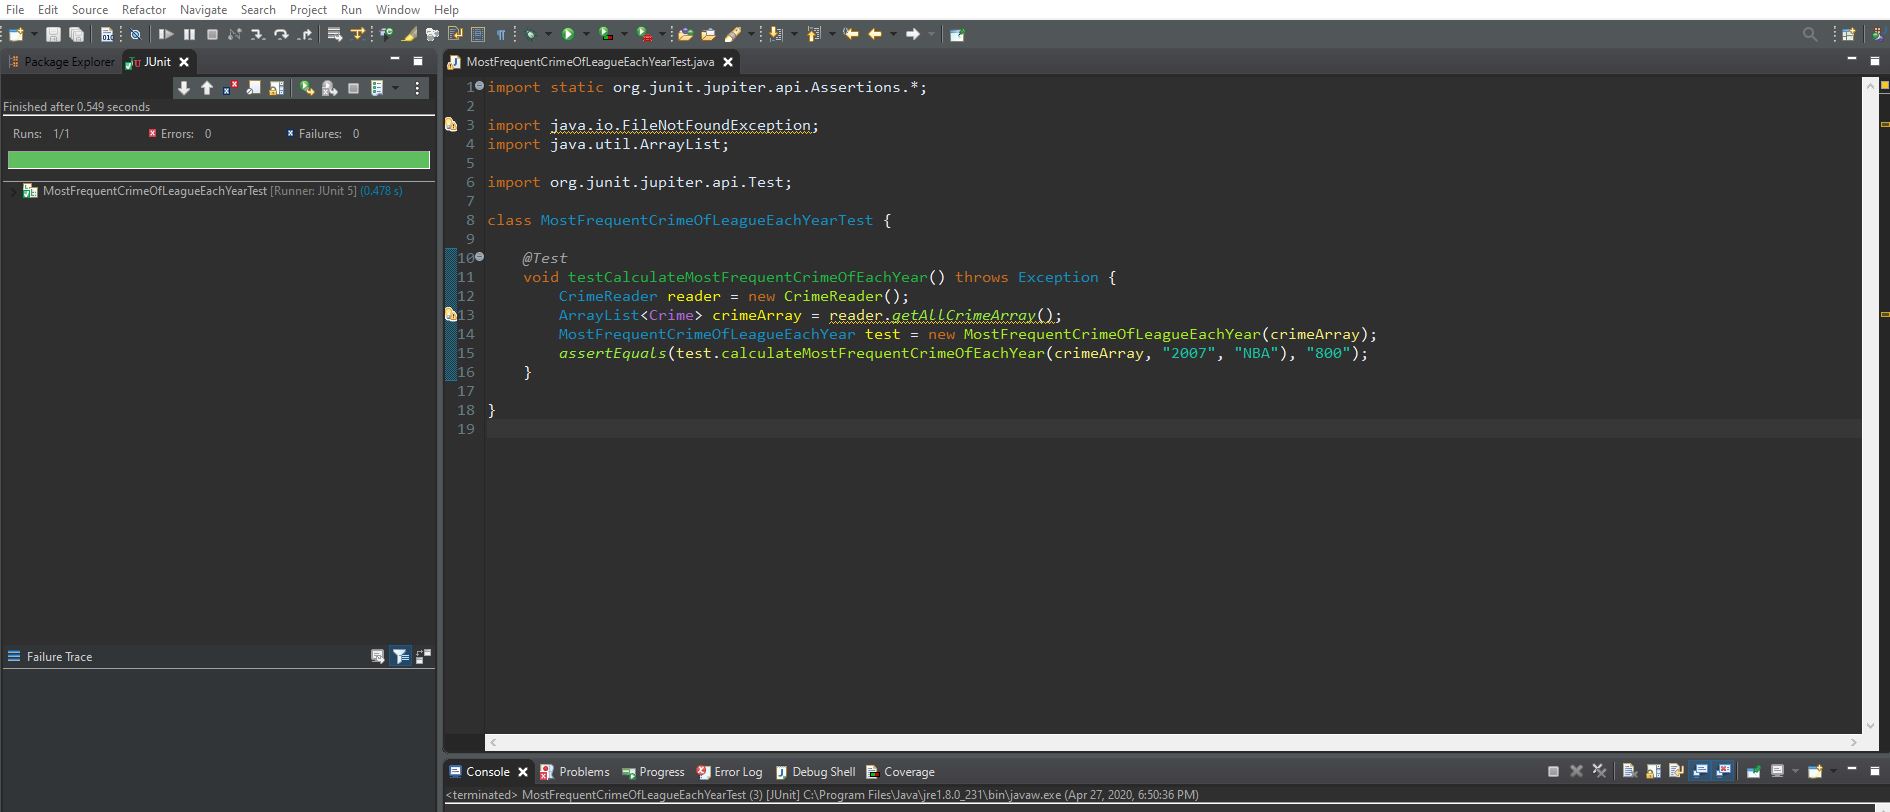 File Edit Source Refactor Navigate Search Project Run Window Help
Package Explorer JUnit
Finished after 0.549 seconds
Runs: 1/1 Errors: 0 Failures: 0
MostFrequentCrimeOfLeagueEachYearTest [Runner: JUnit 5] (0.478 s)
Failure Trace
MostFrequentCrimeOfLeagueEachYearTest.java
1 import static org.junit.jupiter.api.Assertions.*;
2
3 import java.io.FileNotFoundException;
4 import java.util.ArrayList;
5
6 import org.junit.jupiter.api.Test;
7
8 class MostFrequentCrimeOfLeagueEachYearTest {
9
10 @Test
11 void testCalculateMostFrequentCrimeOfEachYear() throws Exception {
12 CrimeReader reader = new CrimeReader();
13 ArrayList<Crime> crimeArray = reader.getAllCrimeArray();
14 MostFrequentCrimeOfLeagueEachYear test = new MostFrequentCrimeOfLeagueEachYear(crimeArray);
15 assertEquals(test.calculateMostFrequentCrimeOfEachYear(crimeArray, "2007", "NBA"), "800");
16 }
17
18 }
19
Console Problems Progress Error Log Debug Shell Coverage
<terminated> MostFrequentCrimeOfLeagueEachYearTest (3) [JUnit] C:\Program Files\Java\jre1.8.0_231\bin\javaw.exe (Apr 27, 2020, 6:50:36 PM)